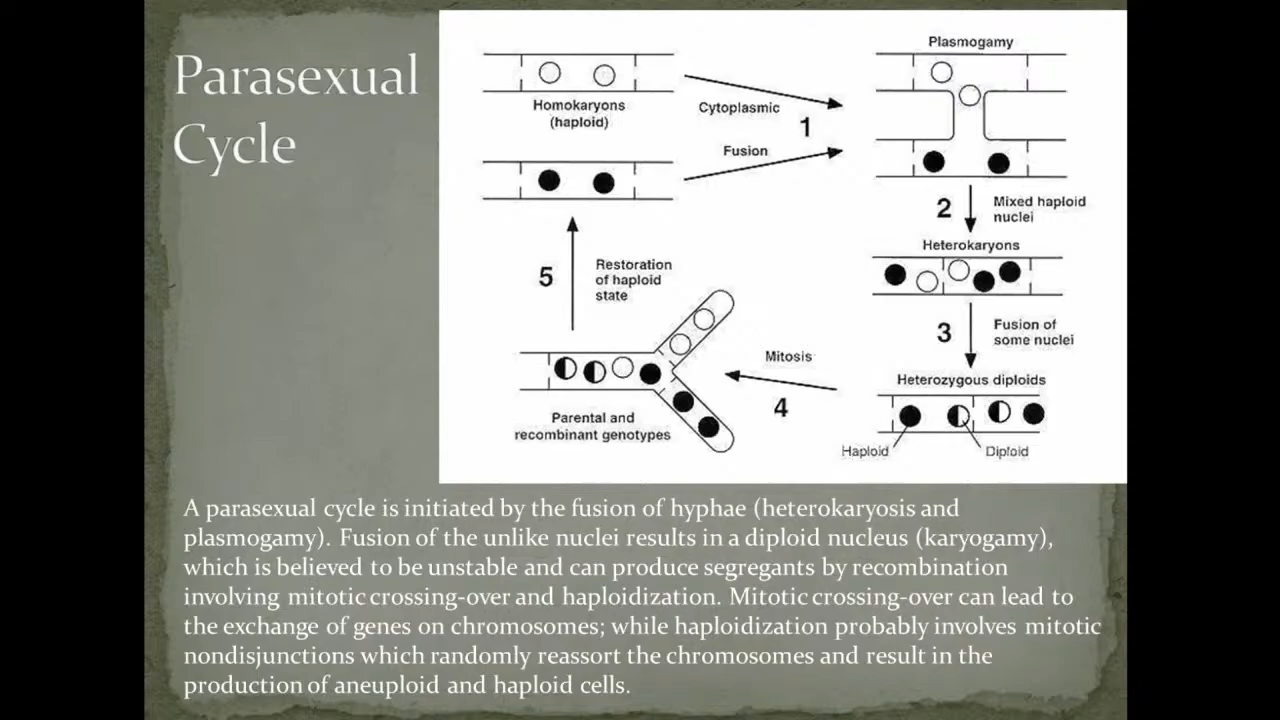 Parasexual
Cycle
Plasmogamy
Homokaryons
(haploid)
Cytoplasmic
1
Fusion
2
Mixed haploid
nuclei
Heterokaryons
5
Restoration
of haploid
state
3
Fusion of
some nuclei
Mitosis
4
Heterozygous diploids
Parental and
recombinant genotypes
Haploid
Diploid
A parasexual cycle is initiated by the fusion of hyphae (heterokaryosis and
plasmogamy). Fusion of the unlike nuclei results in a diploid nucleus (karyogamy),
which is believed to be unstable and can produce segregants by recombination
involving mitotic crossing-over and haploidization. Mitotic crossing-over can lead to
the exchange of genes on chromosomes; while haploidization probably involves mitotic
nondisjunctions which randomly reassort the chromosomes and result in the
production of aneuploid and haploid cells.